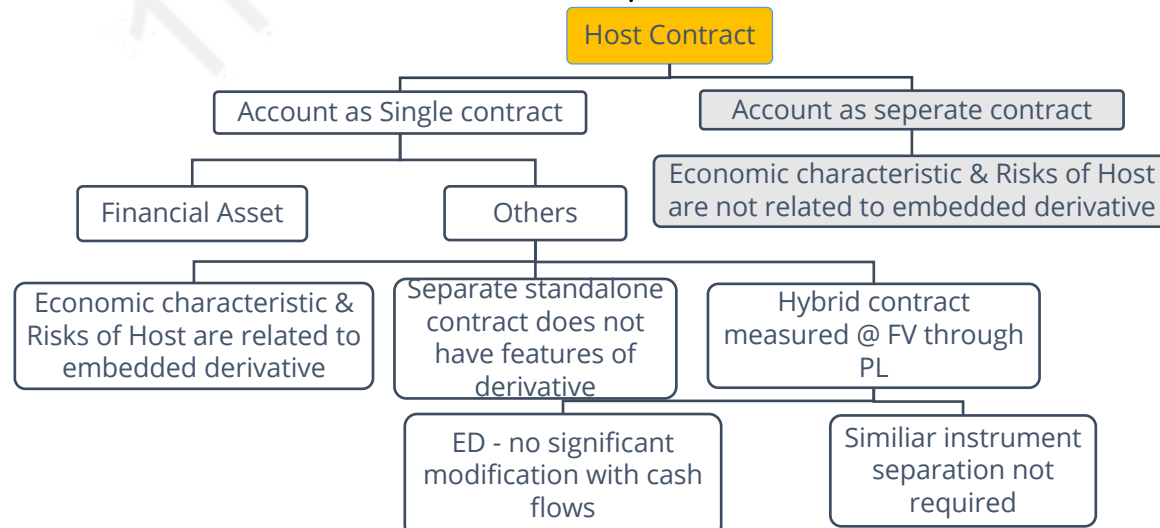 Host Contract
Account as Single contract
Account as seperate contract
Economic characteristic & Risks of Host
are not related to embedded derivative
Financial Asset
Others
Economic characteristic &
Risks of Host are related to
embedded derivative
Separate standalone
contract does not
have features of
derivative
Hybrid contract
measured @ FV through
PL
ED - no significant
modification with cash
flows
Similiar instrument
separation not
required